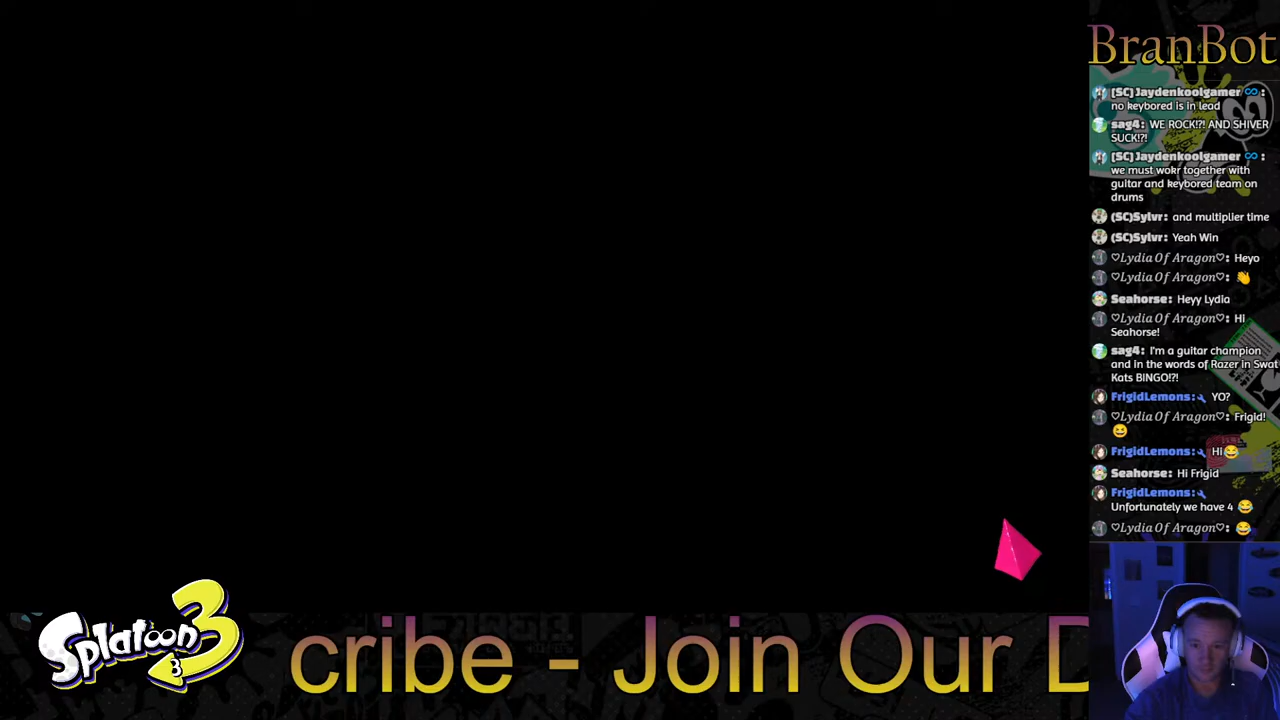 BranBot
(SC)Jaydenkoolgamer ∞ :
no keybored is in lead
sag4: WE ROCK!?! AND SHIVER
SUCK!?!
(SC)Jaydenkoolgamer ∞ :
we must wokr together with
guitar and keybored team on
drums
(SC)Sylvr: and multiplier time
(SC)Sylvr: Yeah Win
♡Lydia Of Aragon♡: Heyo
♡Lydia Of Aragon♡: 👏
Seahorse: Heyy Lydia
♡Lydia Of Aragon♡: Hi
Seahorse!
sag4: I'm a guitar champion
and in the words of Razer in Swat
Kats BINGO!?!
FrigidLemons: YO?
♡Lydia Of Aragon♡: Frigid!
😆
FrigidLemons: Hi😂
Seahorse: Hi Frigid
FrigidLemons:
Unfortunately we have 4 😂
♡Lydia Of Aragon♡: 😂
Splatoon 3
3
cribe - Join Our D